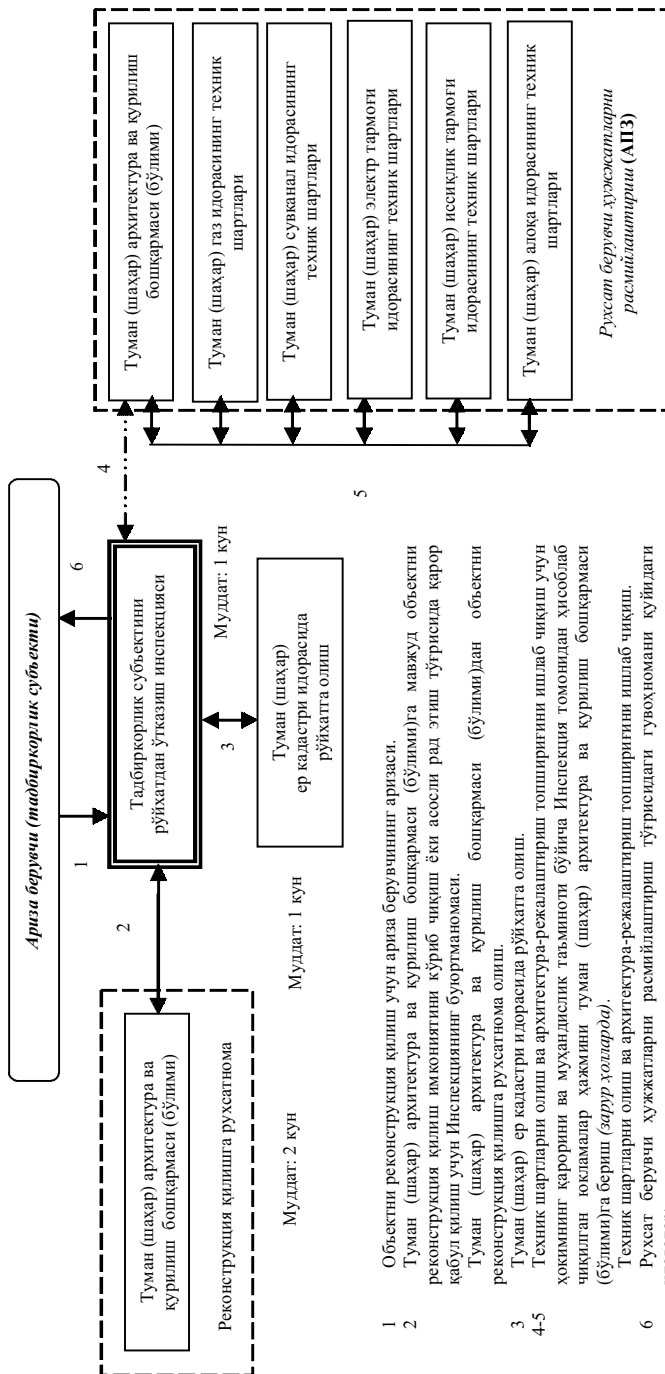 Ариза берувчи (тадбиркорлик субъекти)
1
6
Тадбиркорлик субъектини
рўйхатдан ўтказиш инспекцияси
Муддат: 1 кун
2
4
3
Туман (шаҳар)
ер кадастри идорасида
рўйхатга олиш
Муддат: 1 кун
Туман (шаҳар) архитектура ва
қурилиш бошқармаси (бўлими)
Реконструкция қилишга рухсатнома
Муддат: 2 кун
Туман (шаҳар) архитектура ва қурилиш
бошқармаси (бўлими)
Туман (шаҳар) газ идорасининг техник
шартлари
Туман (шаҳар) сувканал идорасининг
техник шартлари
Туман (шаҳар) электр тармоғи
идорасининг техник шартлари
Туман (шаҳар) иссиқлик тармоғи
идорасининг техник шартлари
Туман (шаҳар) алоқа идорасининг техник
шартлари
Рухсат берувчи ҳужжатларни
расмийлаштириш (АПЗ)
5
1 Объектни реконструкция қилиш учун ариза берувчининг аризаси.
2 Туман (шаҳар) архитектура ва қурилиш бошқармаси (бўлими)га мавжуд объектни
реконструкция қилиш имкониятини кўриб чиқиш ёки асосли рад этиш тўғрисида қарор
қабул қилиш учун Инспекциянинг буюртманомаси.
Туман (шаҳар) архитектура ва қурилиш бошқармаси (бўлими)дан объектни
реконструкция қилишга рухсатнома олиш.
3 Туман (шаҳар) ер кадастри идорасида рўйхатга олиш.
4-5 Техник шартларни олиш ва архитектура-режалаштириш топшириғини ишлаб чиқиш учун
ҳокимнинг қарорини ва муҳандислик таъминоти бўйича Инспекция томонидан ҳисоблаб
чиқилган юкламалар ҳажмини туман (шаҳар) архитектура ва қурилиш бошқармаси
(бўлими)га бериш (зарур ҳолларда).
Техник шартларни олиш ва архитектура-режалаштириш топшириғини ишлаб чиқиш.
6 Рухсат берувчи ҳужжатларни расмийлаштириш тўғрисидаги гувоҳномани қуйидаги